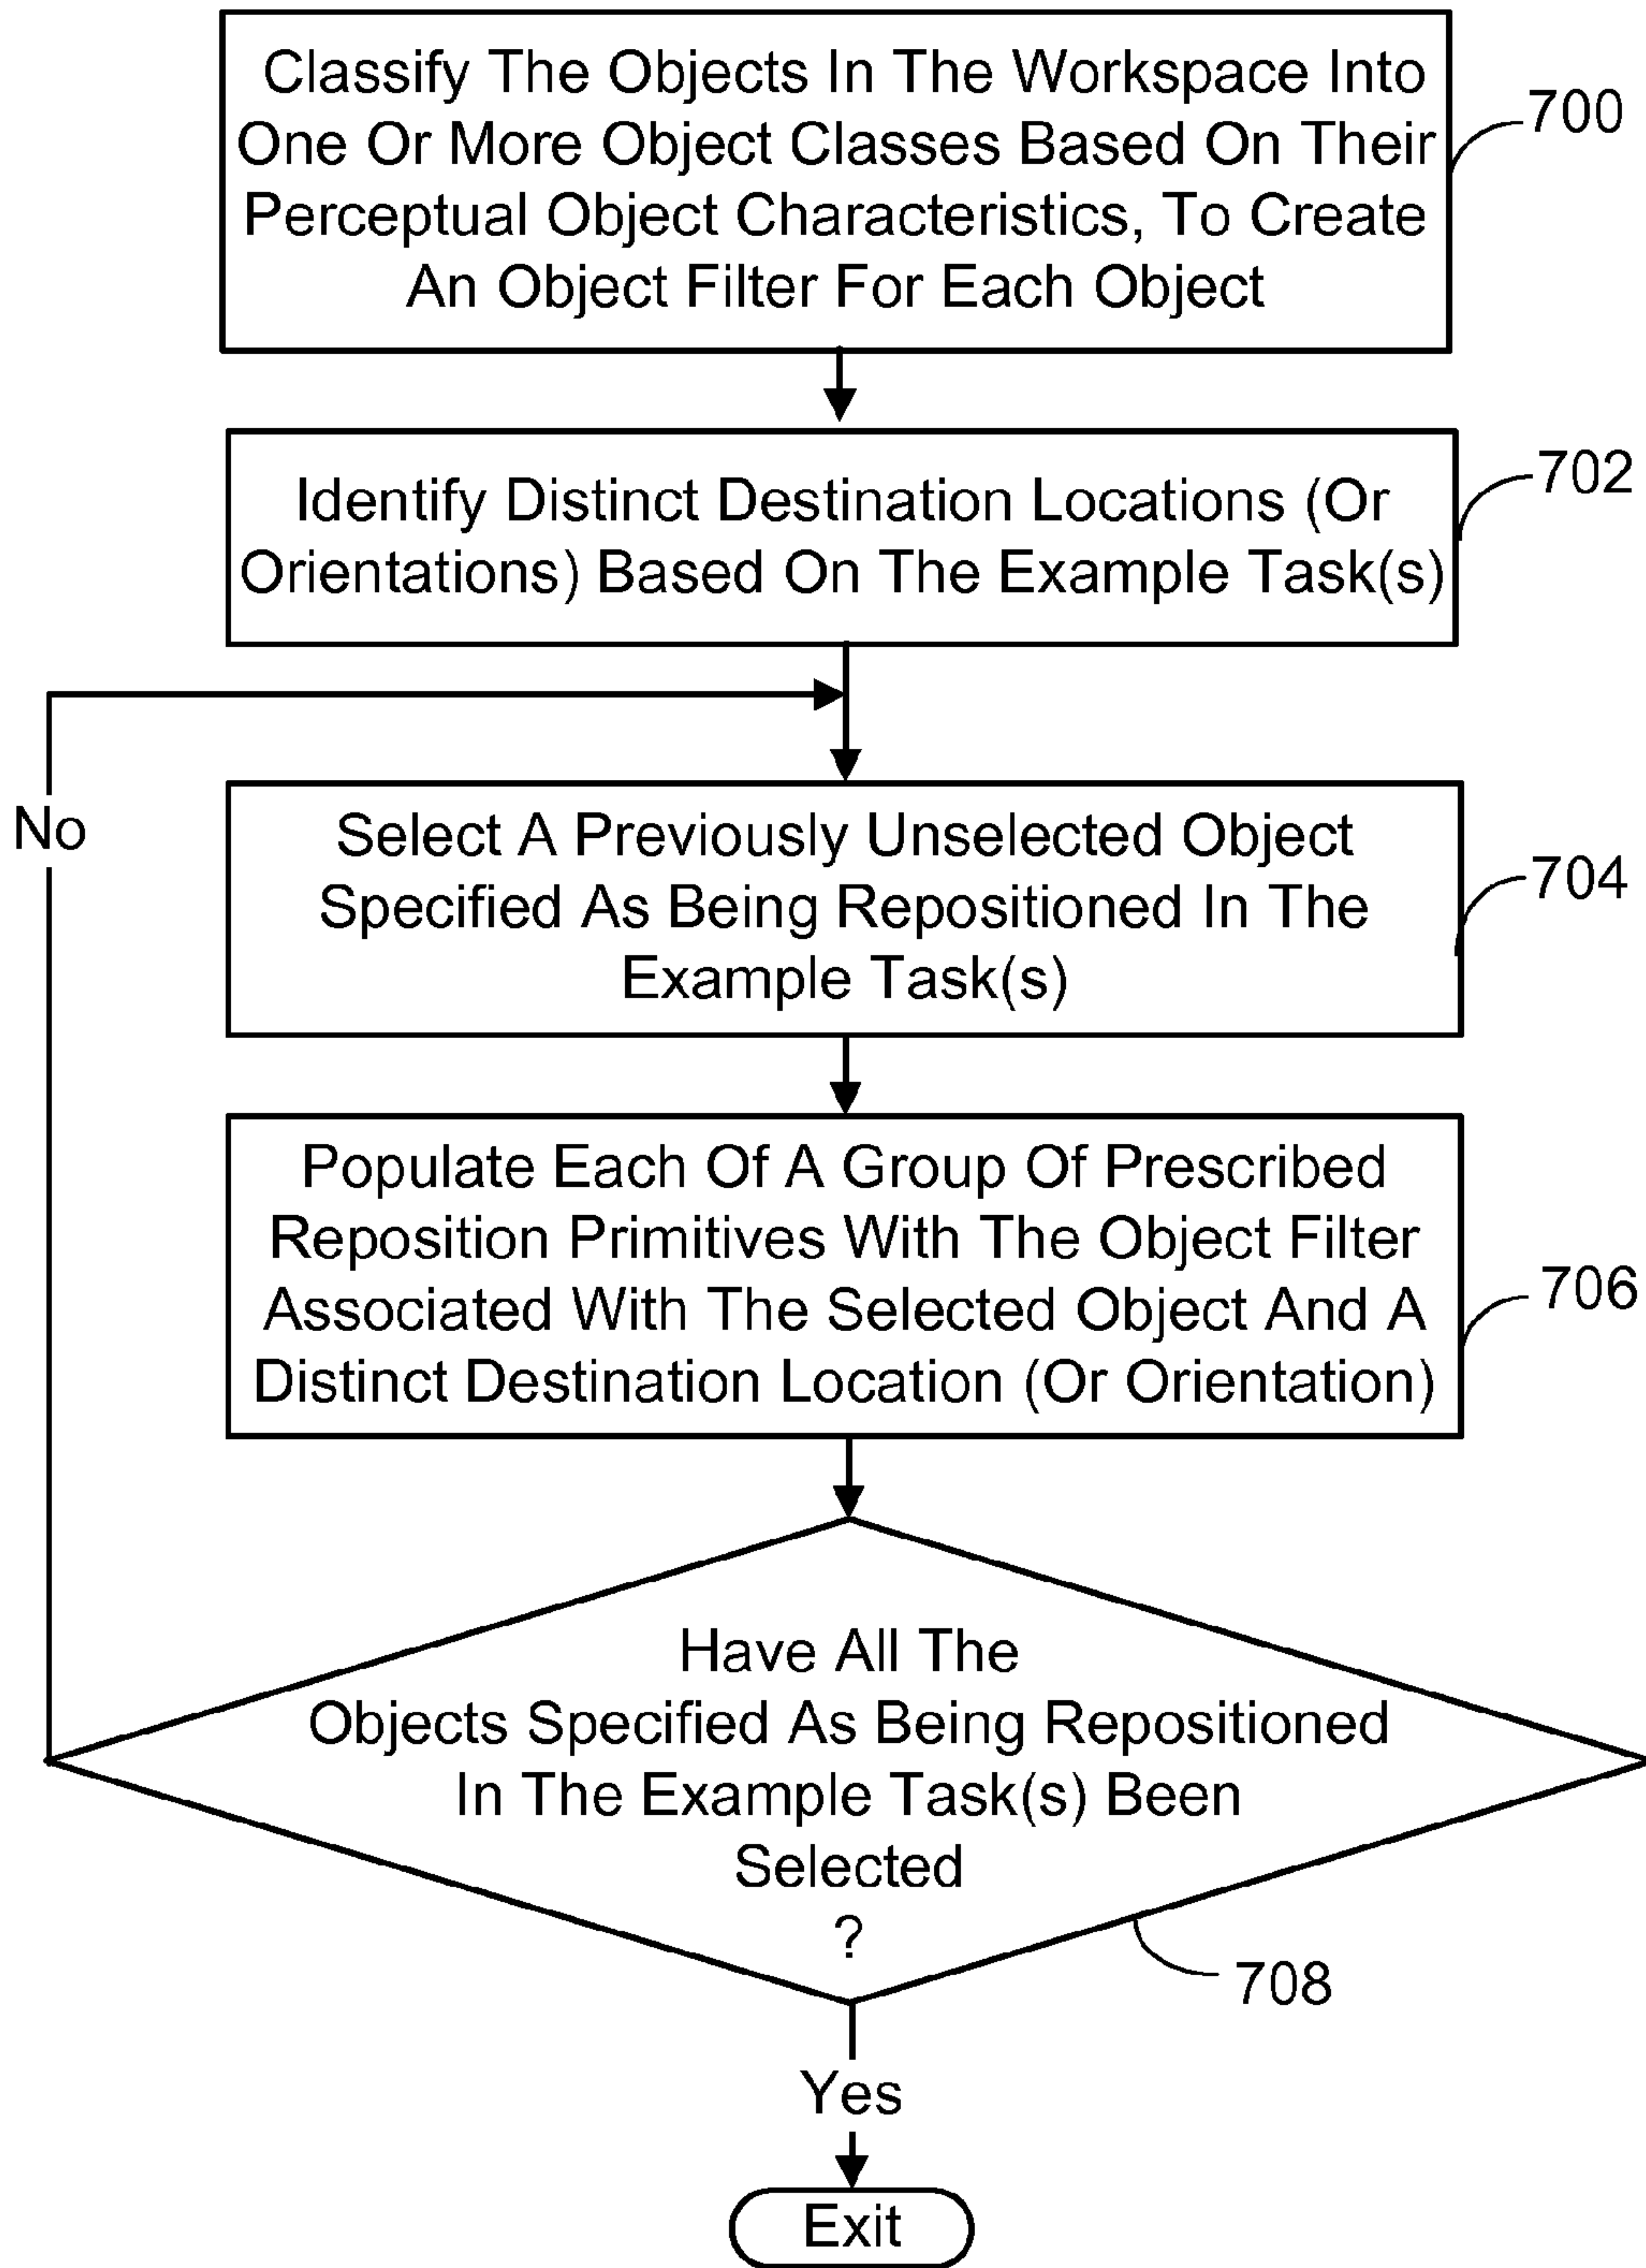 Classify The Objects In The Workspace Into
One Or More Object Classes Based On Their
Perceptual Object Characteristics, To Create
An Object Filter For Each Object
700
Identify Distinct Destination Locations (Or
Orientations) Based On The Example Task(s)
702
No
Select A Previously Unselected Object
Specified As Being Repositioned In The
Example Task(s)
704
Populate Each Of A Group Of Prescribed
Reposition Primitives With The Object Filter
Associated With The Selected Object And A
Distinct Destination Location (Or Orientation)
706
Have All The
Objects Specified As Being Repositioned
In The Example Task(s) Been
Selected
?
708
Yes
Exit